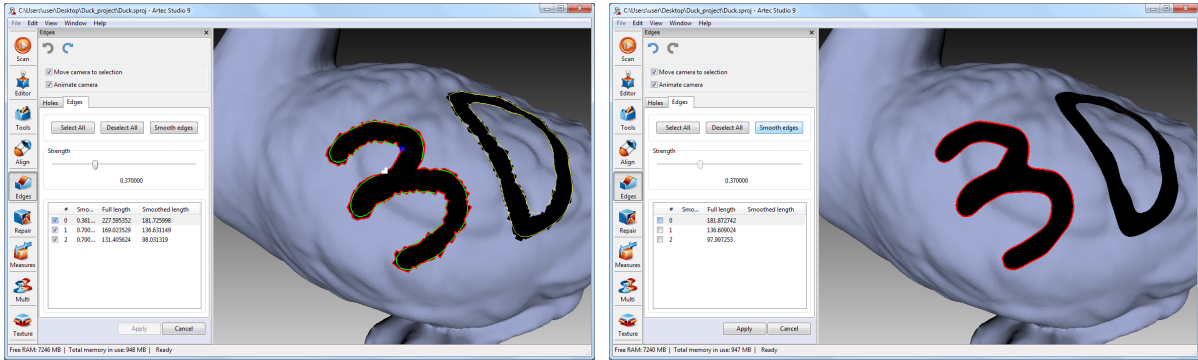 C:\Users\user\Desktop\Duck_project\Duck.sproj - Artec Studio 9
File Edit View Window Help
Edges
Scan
Move camera to selection
Animate camera
Editor
Holes Edges
Tools
Select All Deselect All Smooth edges
Strength
Align
0.370000
Edges
# Smo... Full length Smoothed length
0 0.361... 227.595352 181.725998
1 0.700... 169.023529 136.631149
2 0.700... 131.405624 98.031319
Repair
Measures
Multi
Texture
Apply Cancel
Free RAM: 7246 MB | Total memory in use: 948 MB | Ready
C:\Users\user\Desktop\Duck_project\Duck.sproj - Artec Studio 9
File Edit View Window Help
Edges
Scan
Move camera to selection
Animate camera
Editor
Holes Edges
Tools
Select All Deselect All Smooth edges
Strength
Align
0.370000
Edges
# Smo... Full length Smoothed length
0 181.872742
1 136.609024
2 97.997253
Repair
Measures
Multi
Texture
Apply Cancel
Free RAM: 7240 MB | Total memory in use: 947 MB | Ready